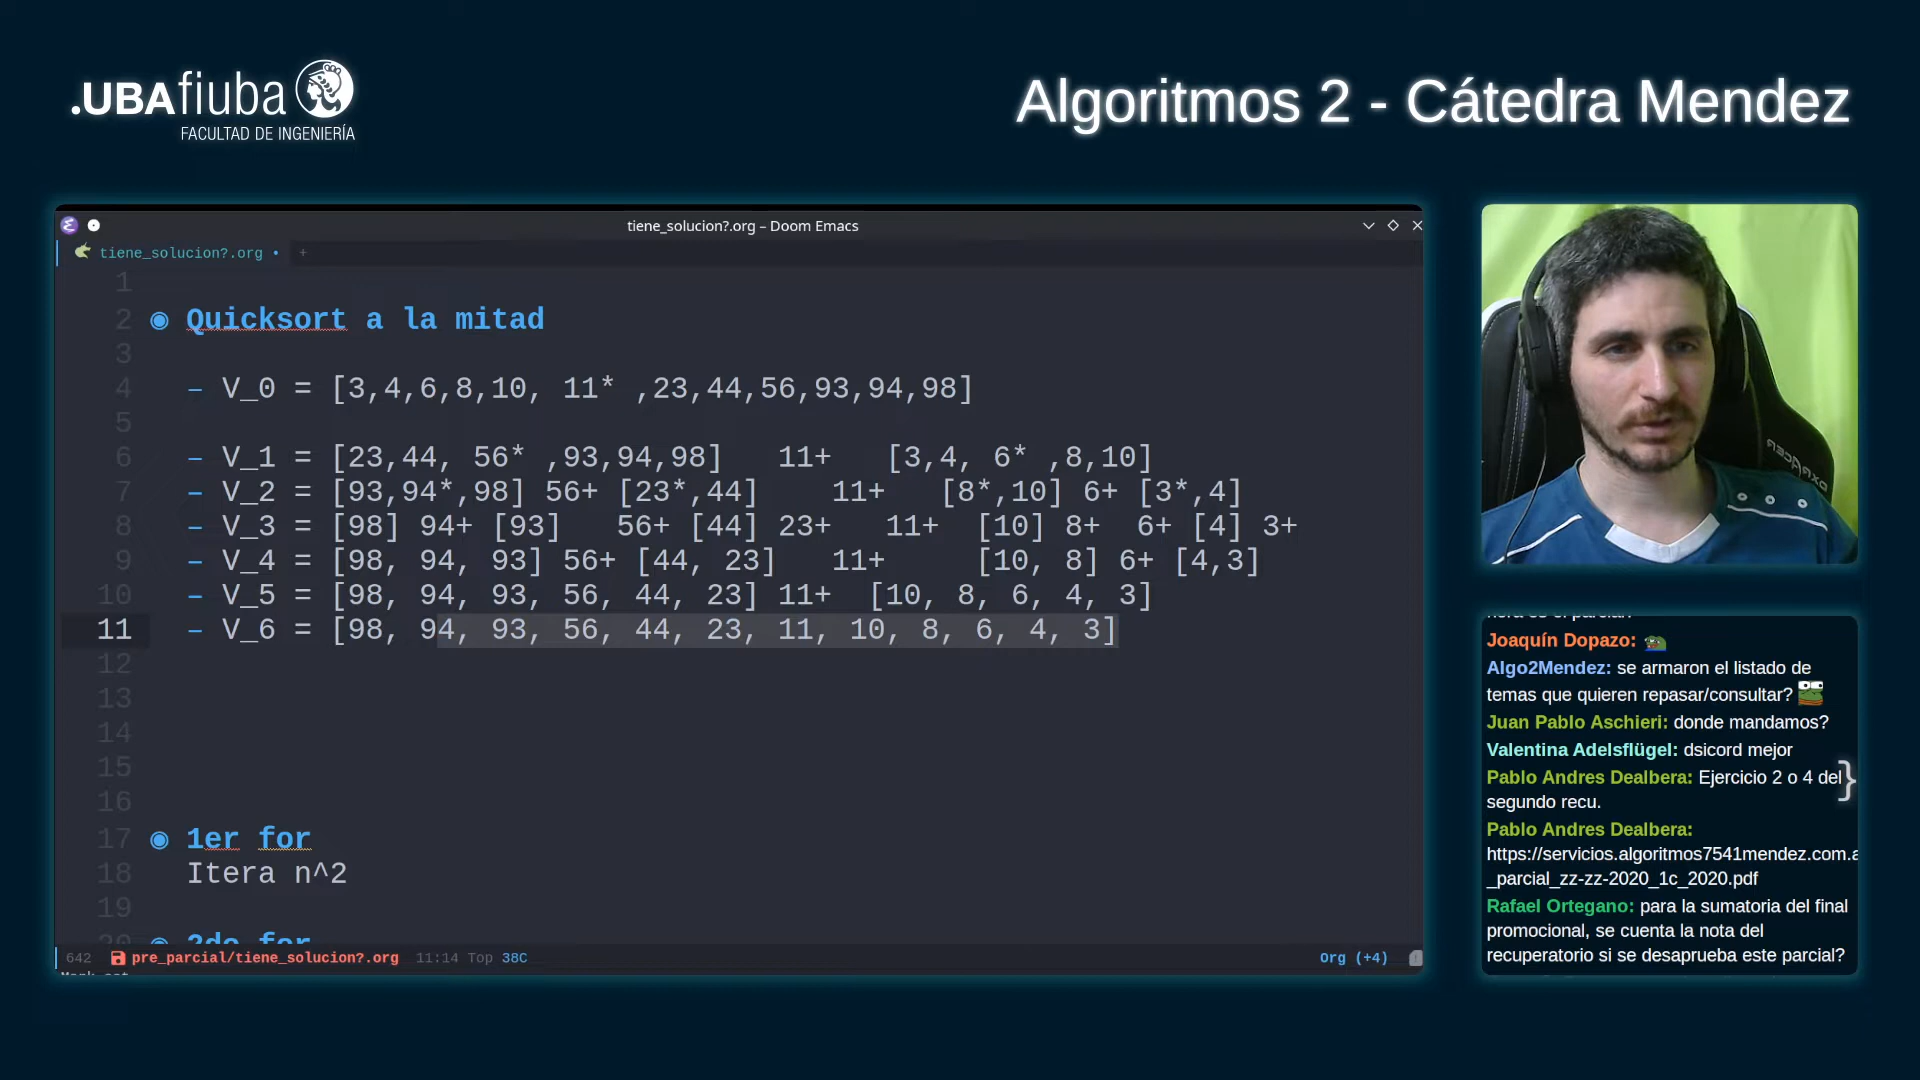 .UBAfiuba
FACULTAD DE INGENIERÍA
Algoritmos 2 - Cátedra Mendez
tiene_solucion?.org – Doom Emacs
tiene_solucion?.org • +
1
2 ◉ Quicksort a la mitad
3
4 – V_0 = [3,4,6,8,10, 11* ,23,44,56,93,94,98]
5
6 – V_1 = [23,44, 56* ,93,94,98] 11+ [3,4, 6* ,8,10]
7 – V_2 = [93,94*,98] 56+ [23*,44] 11+ [8*,10] 6+ [3*,4]
8 – V_3 = [98] 94+ [93] 56+ [44] 23+ 11+ [10] 8+ 6+ [4] 3+
9 – V_4 = [98, 94, 93] 56+ [44, 23] 11+ [10, 8] 6+ [4,3]
10 – V_5 = [98, 94, 93, 56, 44, 23] 11+ [10, 8, 6, 4, 3]
11 – V_6 = [98, 94, 93, 56, 44, 23, 11, 10, 8, 6, 4, 3]
12
13
14
15
16
17 ◉ 1er for
18 Itera n^2
19
20 ◉ 2do for
642 pre_parcial/tiene_solucion?.org 11:14 Top 38C Org (+4)
Joaquín Dopazo:
Algo2Mendez: se armaron el listado de
temas que quieren repasar/consultar?
Juan Pablo Aschieri: donde mandamos?
Valentina Adelsflügel: dsicord mejor
Pablo Andres Dealbera: Ejercicio 2 o 4 del
segundo recu.
Pablo Andres Dealbera:
https://servicios.algoritmos7541mendez.com.a
_parcial_zz-zz-2020_1c_2020.pdf
Rafael Ortegano: para la sumatoria del final
promocional, se cuenta la nota del
recuperatorio si se desaprueba este parcial?
}